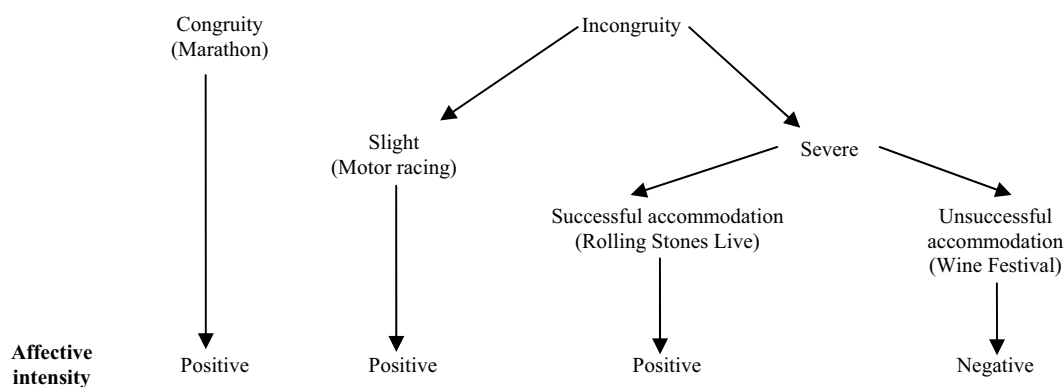 Congruity
(Marathon)
Incongruity
Slight
(Motor racing)
Severe
Successful accommodation
(Rolling Stones Live)
Unsuccessful
accommodation
(Wine Festival)
Affective
intensity
Positive
Positive
Positive
Negative